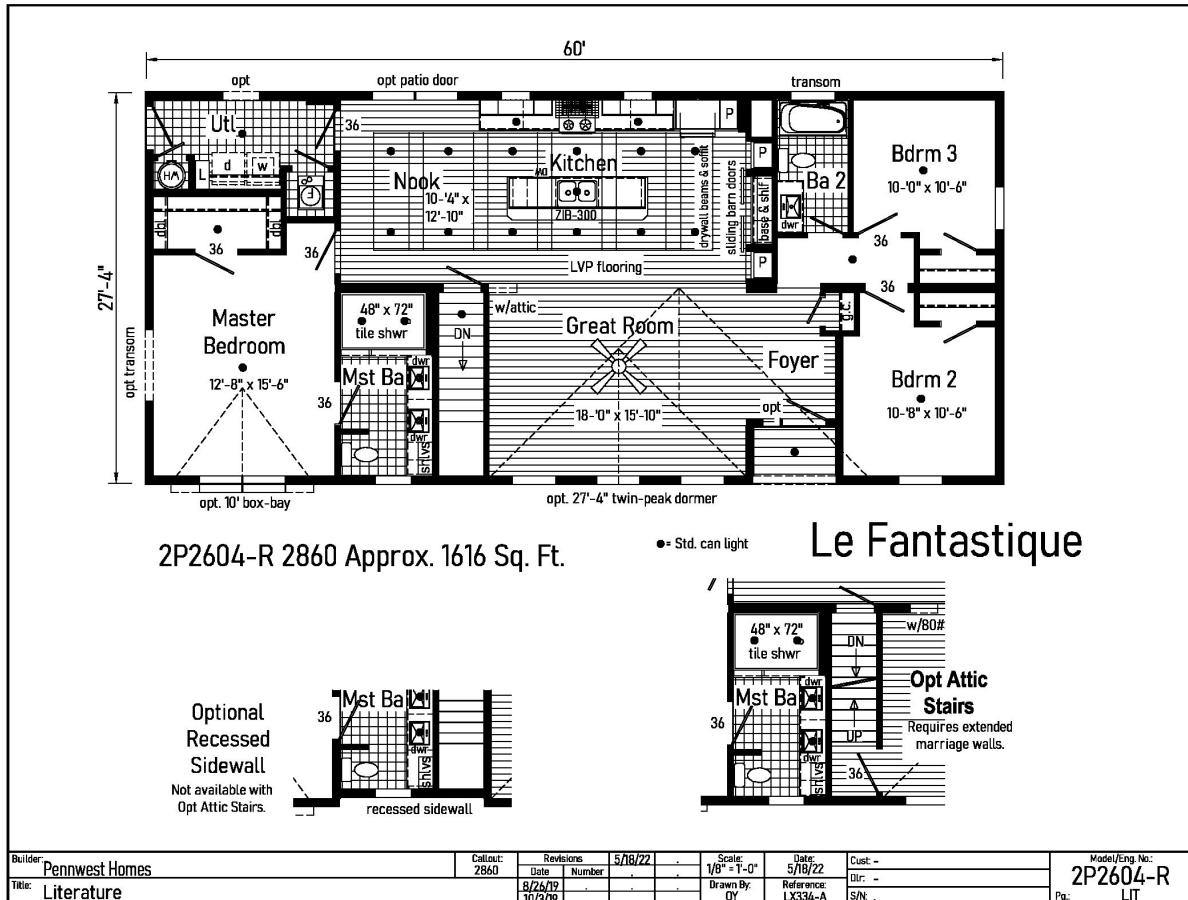 60'
opt
opt patio door
transom
27'-4"
Utl
36
WH
L
d
w
F
dbl
dbl
36
36
Nook
10-'4" x
12'-10"
Kitchen
DW
71B-300
P
P
P
drywall beams & soffit
sliding barn doors
base & shlf
Ba 2
dwr
Bdrm 3
10-'0" x 10'-6"
36
36
LVP flooring
g.c.
opt transom
Master
Bedroom
12'-8" x 15'-6"
36
48" x 72"
tile shwr
Mst Ba
dwr
dwr
shlvs
DN
w/attic
Great Room
18-'0" x 15'-10"
Foyer
opt
Bdrm 2
10-'8" x 10'-6"
opt. 10' box-bay
opt. 27'-4" twin-peak dormer
2P2604-R 2860 Approx. 1616 Sq. Ft.
●= Std. can light
Le Fantastique
Optional
Recessed
Sidewall
Not available with
Opt Attic Stairs.
36
Mst Ba
dwr
shlvs
recessed sidewall
48" x 72"
tile shwr
Mst Ba
36
dwr
dwr
shlvs
DN
UP
36
w/80#
Opt Attic
Stairs
Requires extended
marriage walls.
Builder: Pennwest Homes
Title: Literature
Callout:
2860
Revisions
5/18/22
Date Number
8/26/19
10/3/19
Scale:
1/8" = 1'-0"
Drawn By:
OY
Date:
5/18/22
Reference:
LX334-A
Cust: -
Dlr: -
S/N: .
Model/Eng. No.:
2P2604-R
Pg.: LIT